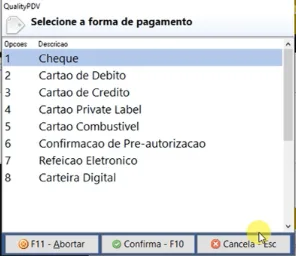 QualityPDV
Selecione a forma de pagamento
Opcoes Descricao
1 Cheque
2 Cartao de Debito
3 Cartao de Credito
4 Cartao Private Label
5 Cartao Combustivel
6 Confirmacao de Pre-autorizacao
7 Refeicao Eletronico
8 Carteira Digital
F11 - Abortar Confirma - F10 Cancela - Esc